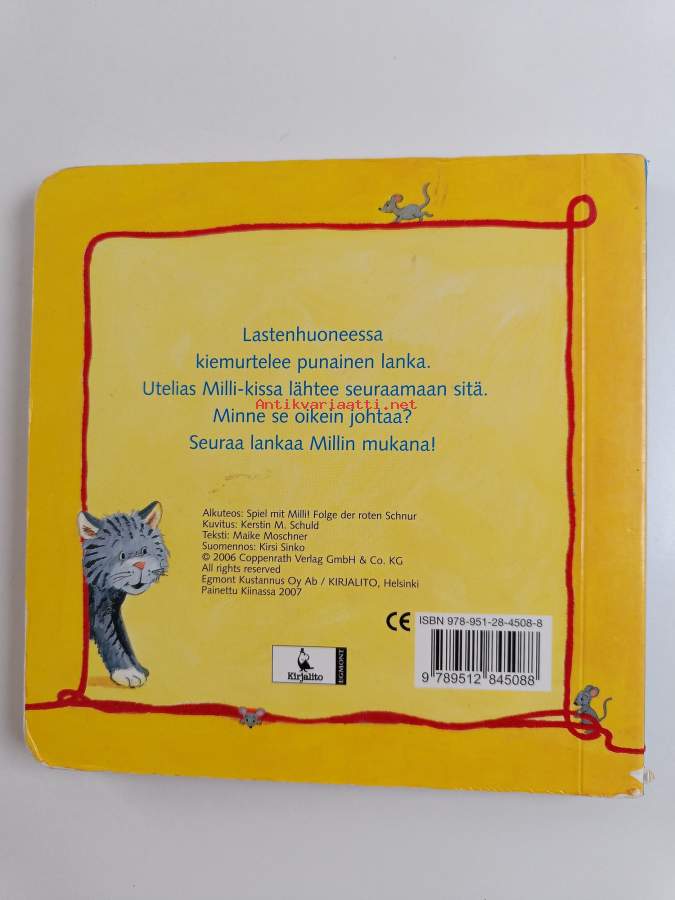 Lastenhuoneessa
kiemurtelee punainen lanka.
Utelias Milli-kissa lähtee seuraamaan sitä.
Antikvariaatti.net
Minne se oikein johtaa?
Seuraa lankaa Millin mukana!
Alkuteos: Spiel mit Milli! Folge der roten Schnur
Kuvitus: Kerstin M. Schuld
Teksti: Maike Moschner
Suomennos: Kirsi Sinko
© 2006 Coppenrath Verlag GmbH & Co. KG
All rights reserved
Egmont Kustannus Oy Ab / KIRJALITO, Helsinki
Painettu Kiinassa 2007
CE ISBN 978-951-28-4508-8
9 789512 845088
Kirjalito
EGMONT